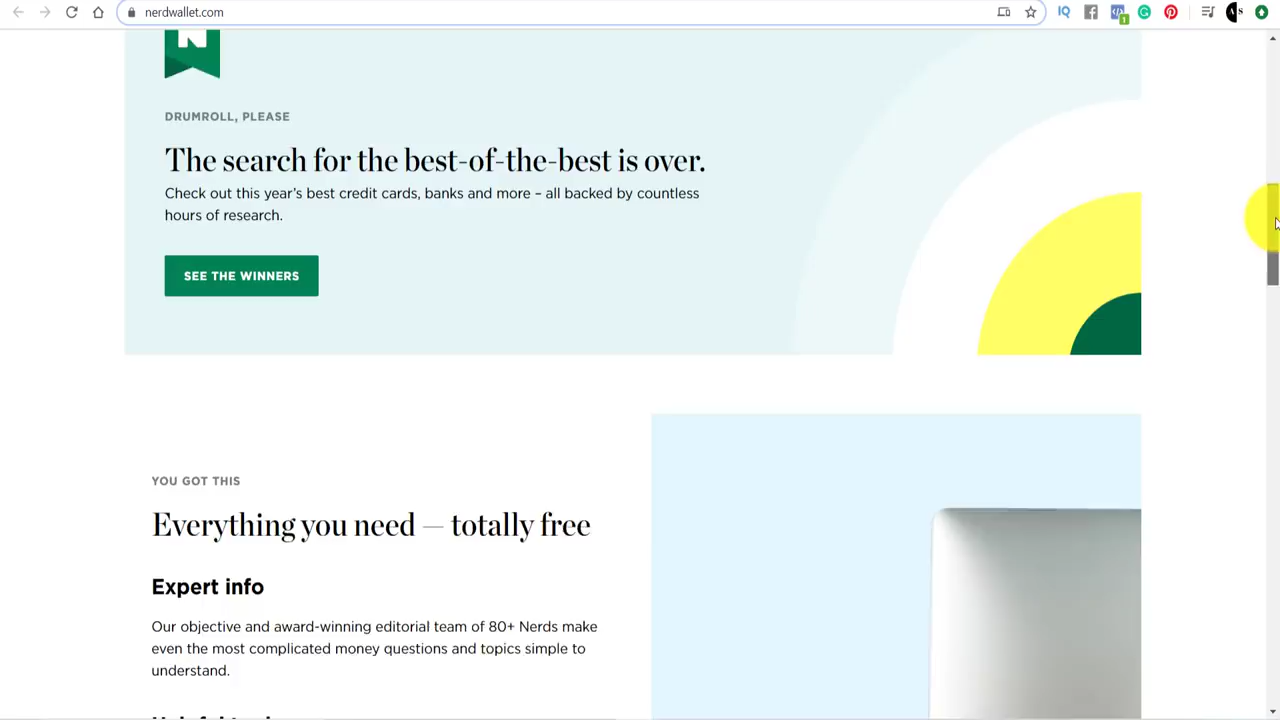 nerdwallet.com
DRUMROLL, PLEASE
The search for the best-of-the-best is over.
Check out this year's best credit cards, banks and more – all backed by countless
hours of research.
SEE THE WINNERS
YOU GOT THIS
Everything you need — totally free
Expert info
Our objective and award-winning editorial team of 80+ Nerds make
even the most complicated money questions and topics simple to
understand.